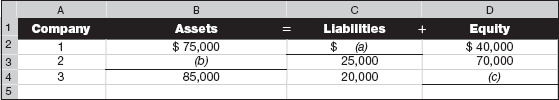 A B C D
1 Company Assets = Liabilities + Equity
2 1 $ 75,000 $ (a) $ 40,000
3 2 (b) 25,000 70,000
4 3 85,000 20,000 (c)
5